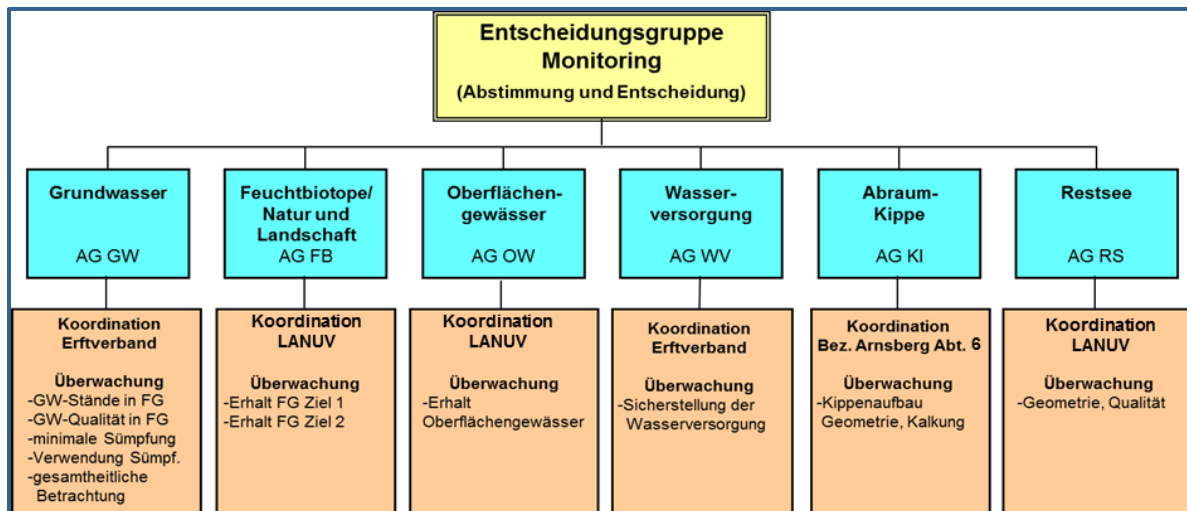 Entscheidungsgruppe
Monitoring
(Abstimmung und Entscheidung)
Grundwasser
AG GW
Feuchtbiotope/
Natur und
Landschaft
AG FB
Oberflächen-
gewässer
AG OW
Wasser-
versorgung
AG WV
Abraum-
Kippe
AG KI
Restsee
AG RS
Koordination
Erftverband
Überwachung
-GW-Stände in FG
-GW-Qualität in FG
-minimale Sümpfung
-Verwendung Sümpf.
-gesamtheitliche
Betrachtung
Koordination
LANUV
Überwachung
-Erhalt FG Ziel 1
-Erhalt FG Ziel 2
Koordination
LANUV
Überwachung
-Erhalt
Oberflächengewässer
Koordination
Erftverband
Überwachung
-Sicherstellung der
Wasserversorgung
Koordination
Bez. Arnsberg Abt. 6
Überwachung
-Kippenaufbau
Geometrie, Kalkung
Koordination
LANUV
Überwachung
-Geometrie, Qualität